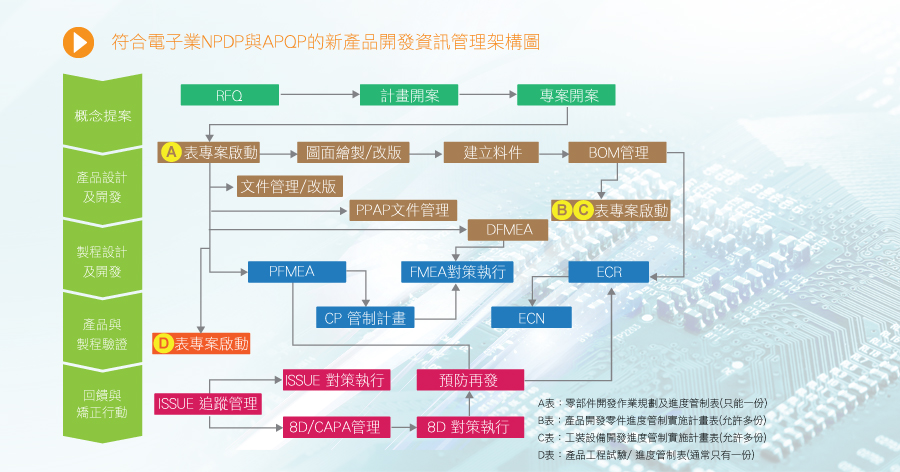 符合電子業NPDP與APQP的新產品開發資訊管理架構圖
概念提案
RFQ
計畫開案
專案開案
A 表專案啟動
圖面繪製/改版
建立料件
BOM管理
產品設計
及開發
文件管理/改版
PPAP文件管理
B C 表專案啟動
DFMEA
製程設計
及開發
PFMEA
FMEA對策執行
ECR
CP 管制計畫
ECN
產品與
製程驗證
D 表專案啟動
回饋與
矯正行動
ISSUE 對策執行
預防再發
ISSUE 追蹤管理
8D/CAPA管理
8D 對策執行
A表：零部件開發作業規劃及進度管制表(只能一份)
B表：產品開發零件進度管制實施計畫表(允許多份)
C表：工裝設備開發進度管制實施計畫表(允許多份)
D表：產品工程試驗/ 進度管制表(通常只有一份)